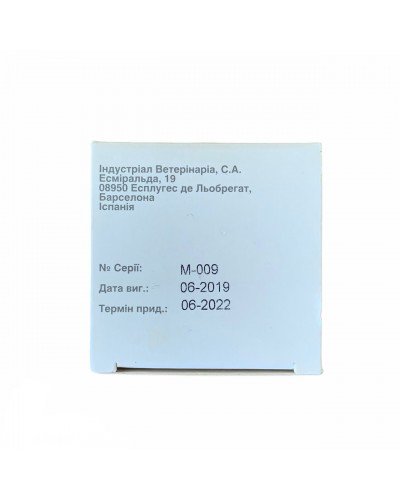 Індустріал Ветерінаріа, С.А.
Есміральда, 19
08950 Есплугес де Льобрегат,
Барселона
Іспанія
№ Серії: М-009
Дата виг.: 06-2019
Термін прид.: 06-2022